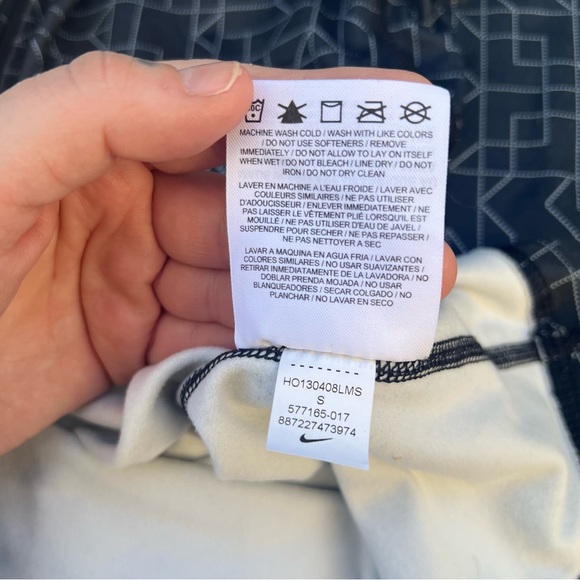 MACHINE WASH COLD / WASH WITH LIKE COLORS
/ DO NOT USE SOFTENERS / REMOVE
IMMEDIATELY / DO NOT ALLOW TO LAY ON ITSELF
WHEN WET / DO NOT BLEACH / LINE DRY / DO NOT
IRON / DO NOT DRY CLEAN
LAVER EN MACHINE A L'EAU FROIDE / LAVER AVEC
COULEURS SIMILAIRES / NE PAS UTILISER
D'ADOUCISSEUR / ENLEVER IMMEDIATEMENT / NE
PAS LAISSER LE VÊTEMENT PLIÉ LORSQU'IL EST
MOUILLÉ / NE PAS UTILISER D'EAU DE JAVEL /
SUSPENDRE POUR SECHER / NE PAS REPASSER /
NE PAS NETTOYER A SEC
LAVAR A MAQUINA EN AGUA FRIA / LAVAR CON
COLORES SIMILARES / NO USAR SUAVIZANTES /
RETIRAR INMEDIATAMENTE DE LA LAVADORA / NO
DOBLAR PRENDA MOJADA / NO USAR
BLANQUEADORES / SECAR COLGADO / NO
PLANCHAR / NO LAVAR EN SECO
HO130408LMS
S
577165-017
887227473974